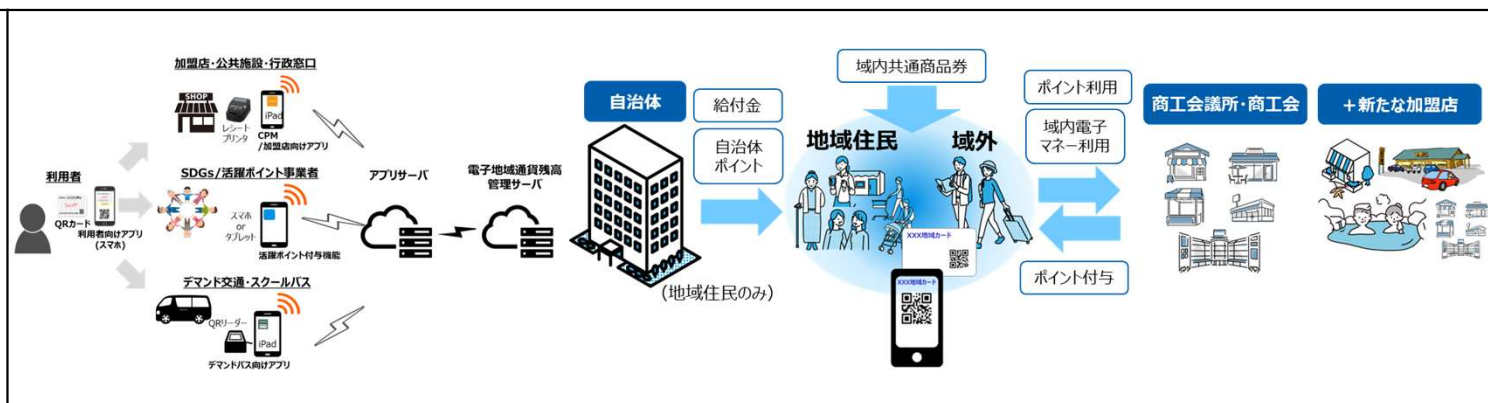 加盟店・公共施設・行政窓口
SHOP
レシート
プリンタ
iPad
CPM
/加盟店向けアプリ
利用者
QRカード
利用者向けアプリ
(スマホ)
SDGs/活躍ポイント事業者
スマホ
or
タブレット
活躍ポイント付与機能
デマンド交通・スクールバス
QRリーダー
iPad
デマンドバス向けアプリ
アプリサーバ
電子地域通貨残高
管理サーバ
自治体
給付金
自治体
ポイント
(地域住民のみ)
域内共通商品券
地域住民
域外
XXX地域カード
XXX地域カード
ポイント利用
域内電子
マネー利用
ポイント付与
商工会議所・商工会
+新たな加盟店